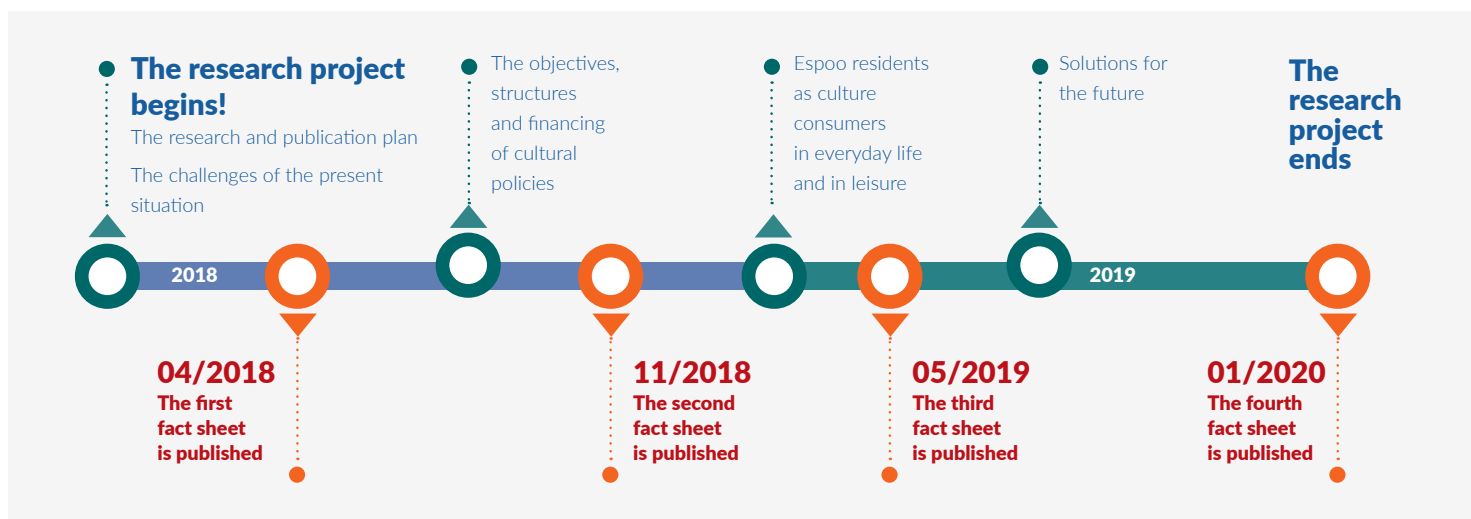 The research project
begins!
The research and publication plan
The challenges of the present
situation
The objectives,
structures
and financing
of cultural
policies
Espoo residents
as culture
consumers
in everyday life
and in leisure
Solutions for
the future
The
research
project
ends
2018
2019
04/2018
The first
fact sheet
is published
11/2018
The second
fact sheet
is published
05/2019
The third
fact sheet
is published
01/2020
The fourth
fact sheet
is published